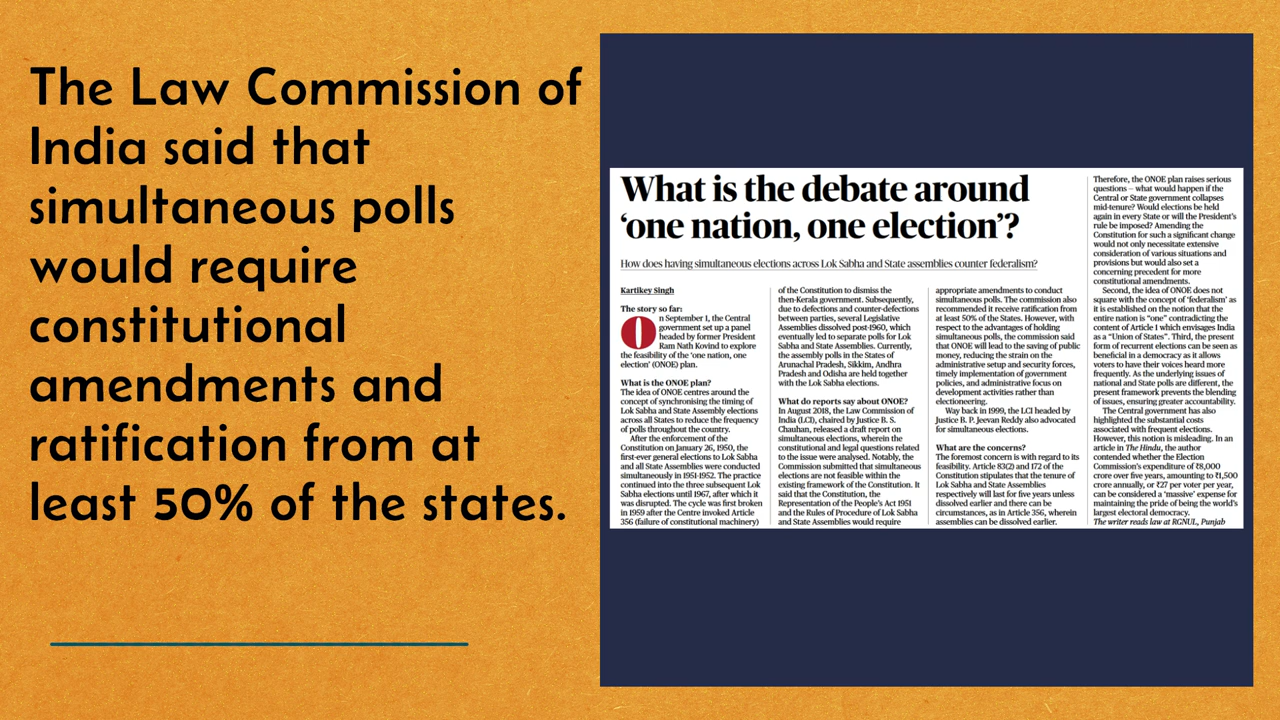 The Law Commission of
India said that
simultaneous polls
would require
constitutional
amendments and
ratification from at
least 50% of the states.
What is the debate around
‘one nation, one election’?
How does having simultaneous elections across Lok Sabha and State assemblies counter federalism?
Kartikey Singh
The story so far:
On September 1, the Central
government set up a panel
headed by former President
Ram Nath Kovind to explore
the feasibility of the ‘one nation, one
election’ (ONOE) plan.
What is the ONOE plan?
The idea of ONOE centres around the
concept of synchronising the timing of
Lok Sabha and State Assembly elections
across all States to reduce the frequency
of polls throughout the country.
After the enforcement of the
Constitution on January 26, 1950, the
first-ever general elections to Lok Sabha
and all State Assemblies were conducted
simultaneously in 1951-1952. The practice
continued into the three subsequent Lok
Sabha elections until 1967, after which it
was disrupted. The cycle was first broken
in 1959 after the Centre invoked Article
356 (failure of constitutional machinery)
of the Constitution to dismiss the
then-Kerala government. Subsequently,
due to defections and counter-defections
between parties, several Legislative
Assemblies dissolved post-1960, which
eventually led to separate polls for Lok
Sabha and State Assemblies. Currently,
the assembly polls in the States of
Arunachal Pradesh, Sikkim, Andhra
Pradesh and Odisha are held together
with the Lok Sabha elections.
What do reports say about ONOE?
In August 2018, the Law Commission of
India (LCI), chaired by Justice B. S.
Chauhan, released a draft report on
simultaneous elections, wherein the
constitutional and legal questions related
to the issue were analysed. Notably, the
Commission submitted that simultaneous
elections are not feasible within the
existing framework of the Constitution. It
said that the Constitution, the
Representation of the People’s Act 1951
and the Rules of Procedure of Lok Sabha
and State Assemblies would require
appropriate amendments to conduct
simultaneous polls. The commission also
recommended it receive ratification from
at least 50% of the States. However, with
respect to the advantages of holding
simultaneous polls, the commission said
that ONOE will lead to the saving of public
money, reducing the strain on the
administrative setup and security forces,
timely implementation of government
policies, and administrative focus on
development activities rather than
electioneering.
Way back in 1999, the LCI headed by
Justice B. P. Jeevan Reddy also advocated
for simultaneous elections.
What are the concerns?
The foremost concern is with regard to its
feasibility. Article 83(2) and 172 of the
Constitution stipulates that the tenure of
Lok Sabha and State Assemblies
respectively will last for five years unless
dissolved earlier and there can be
circumstances, as in Article 356, wherein
assemblies can be dissolved earlier.
Therefore, the ONOE plan raises serious
questions — what would happen if the
Central or State government collapses
mid-tenure? Would elections be held
again in every State or will the President’s
rule be imposed? Amending the
Constitution for such a significant change
would not only necessitate extensive
consideration of various situations and
provisions but would also set a
concerning precedent for more
constitutional amendments.
Second, the idea of ONOE does not
square with the concept of ‘federalism’ as
it is established on the notion that the
entire nation is “one” contradicting the
content of Article 1 which envisages India
as a “Union of States”. Third, the present
form of recurrent elections can be seen as
beneficial in a democracy as it allows
voters to have their voices heard more
frequently. As the underlying issues of
national and State polls are different, the
present framework prevents the blending
of issues, ensuring greater accountability.
The Central government has also
highlighted the substantial costs
associated with frequent elections.
However, this notion is misleading. In an
article in The Hindu, the author
contended whether the Election
Commission’s expenditure of ₹8,000
crore over five years, amounting to ₹1,500
crore annually, or ₹27 per voter per year,
can be considered a ‘massive’ expense for
maintaining the pride of being the world’s
largest electoral democracy.
The writer reads law at RGNUL, Punjab